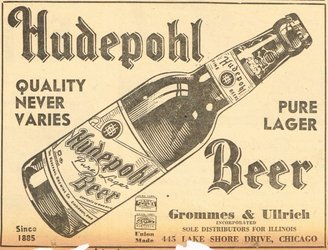 Hudepohl
QUALITY
NEVER
VARIES
PURE
LAGER
Hudepohl
Pure Lager
Beer
Beer
Since
1885
Union
Made
Grommes & Ullrich
INCORPORATED
SOLE DISTRIBUTORS FOR ILLINOIS
445 LAKE SHORE DRIVE, CHICAGO